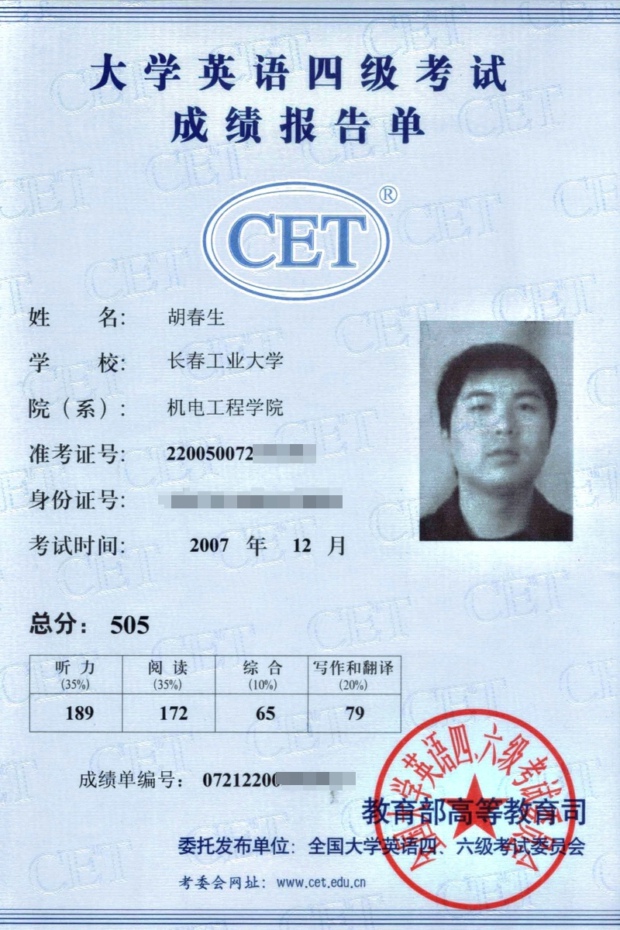 大学英语四级考试
成绩报告单
CET®
姓 名： 胡春生
学 校： 长春工业大学
院（系）： 机电工程学院
准考证号： 220050072
身份证号：
考试时间： 2007 年 12 月
总分： 505
听 力 阅 读 综 合 写作和翻译
(35%) (35%) (10%) (20%)
189 172 65 79
成绩单编号： 07212200
教育部高等教育司
委托发布单位：全国大学英语四、六级考试委员会
考委会网址：www.cet.edu.cn
全国大学英语四、六级考试委员会